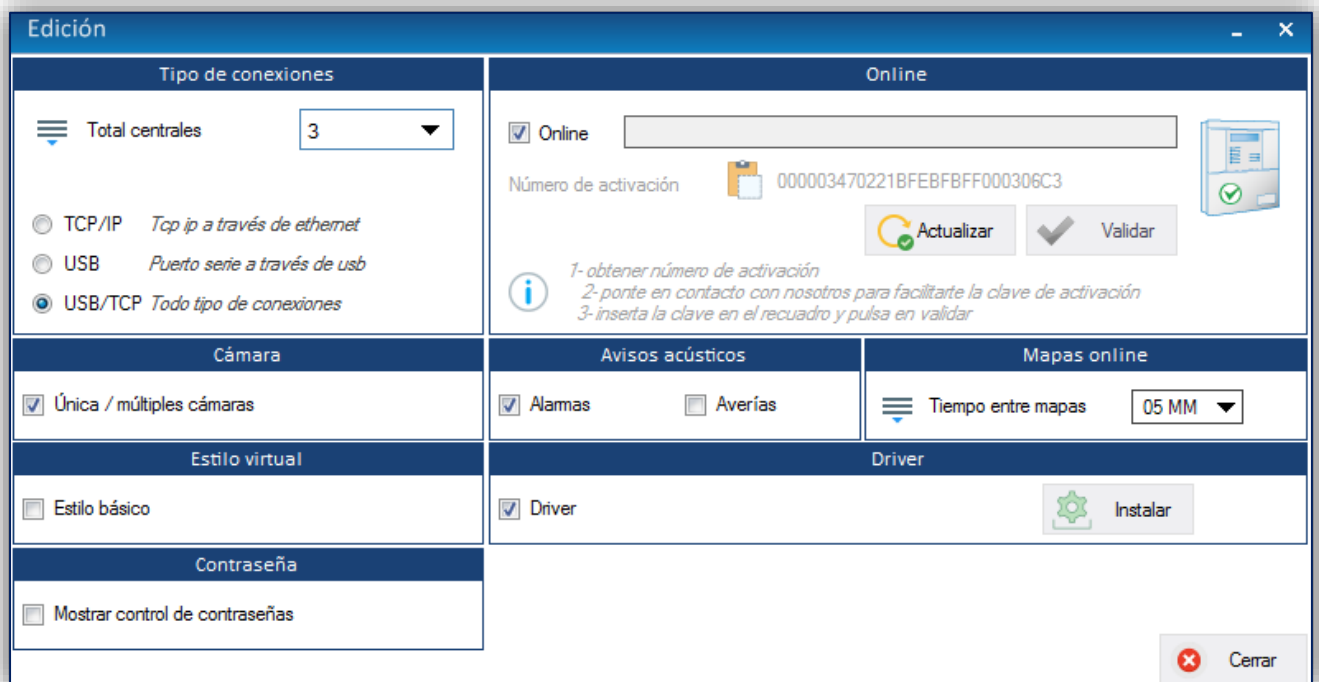 Edición
Tipo de conexiones
Total centrales 3
TCP/IP Tcp ip a través de ethernet
USB Puerto serie a través de usb
USB/TCP Todo tipo de conexiones
Online
Online
Número de activación 000003470221BFEBFBFF000306C3
Actualizar Validar
1- obtener número de activación
2- ponte en contacto con nosotros para facilitarte la clave de activación
3- inserta la clave en el recuadro y pulsa en validar
Cámara
Única / múltiples cámaras
Avisos acústicos
Alarmas Averías
Mapas online
Tiempo entre mapas 05 MM
Estilo virtual
Estilo básico
Driver
Driver Instalar
Contraseña
Mostrar control de contraseñas
Cerrar